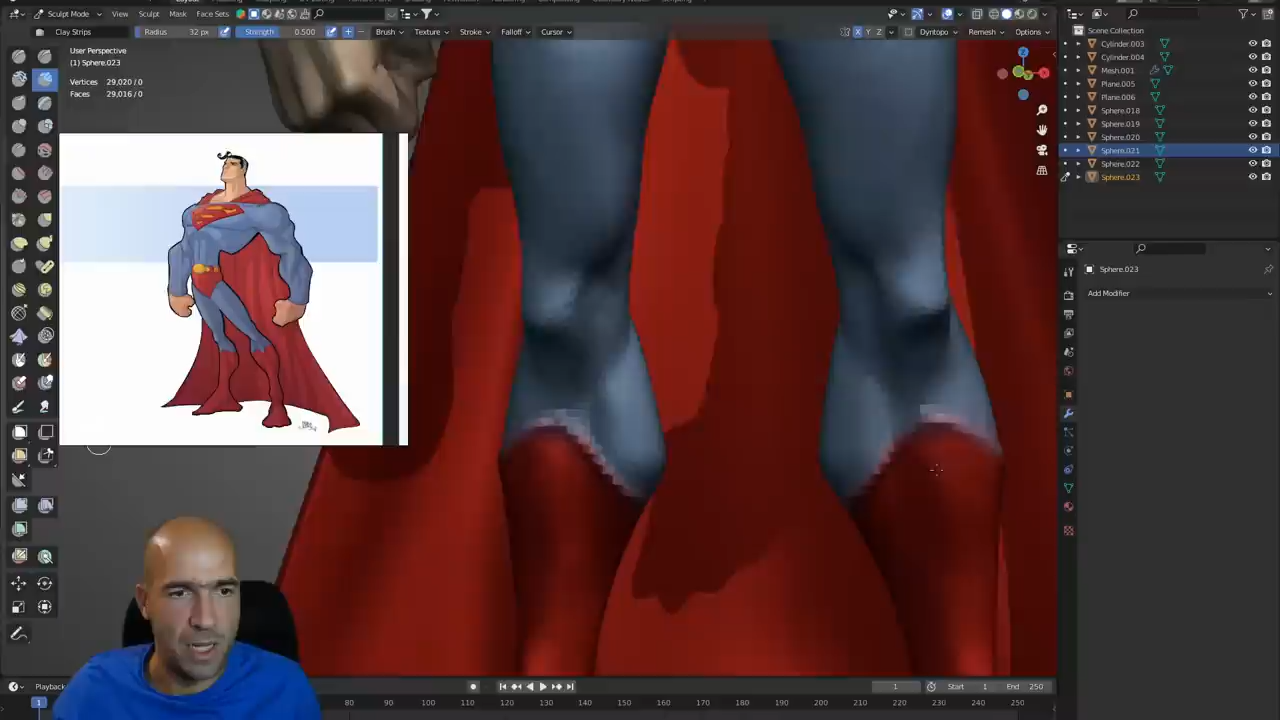 Sculpt Mode View Sculpt Mask Face Sets
Clay Strips Radius 32 px Strength 0.500 Brush Texture Stroke Falloff Cursor X Y Z Dyntopo Remesh Options
User Perspective
(1) Sphere.023
Vertices 29,020 / 0
Faces 29,016 / 0
Scene Collection
Cylinder.003
Cylinder.004
Mesh.001
Plane.005
Plane.006
Sphere.018
Sphere.019
Sphere.020
Sphere.021
Sphere.022
Sphere.023
Sphere.023
Add Modifier
Playback
1 Start 1 End 250
1 80 90 100 110 120 130 140 150 160 170 180 190 200 210 220 230 240 250